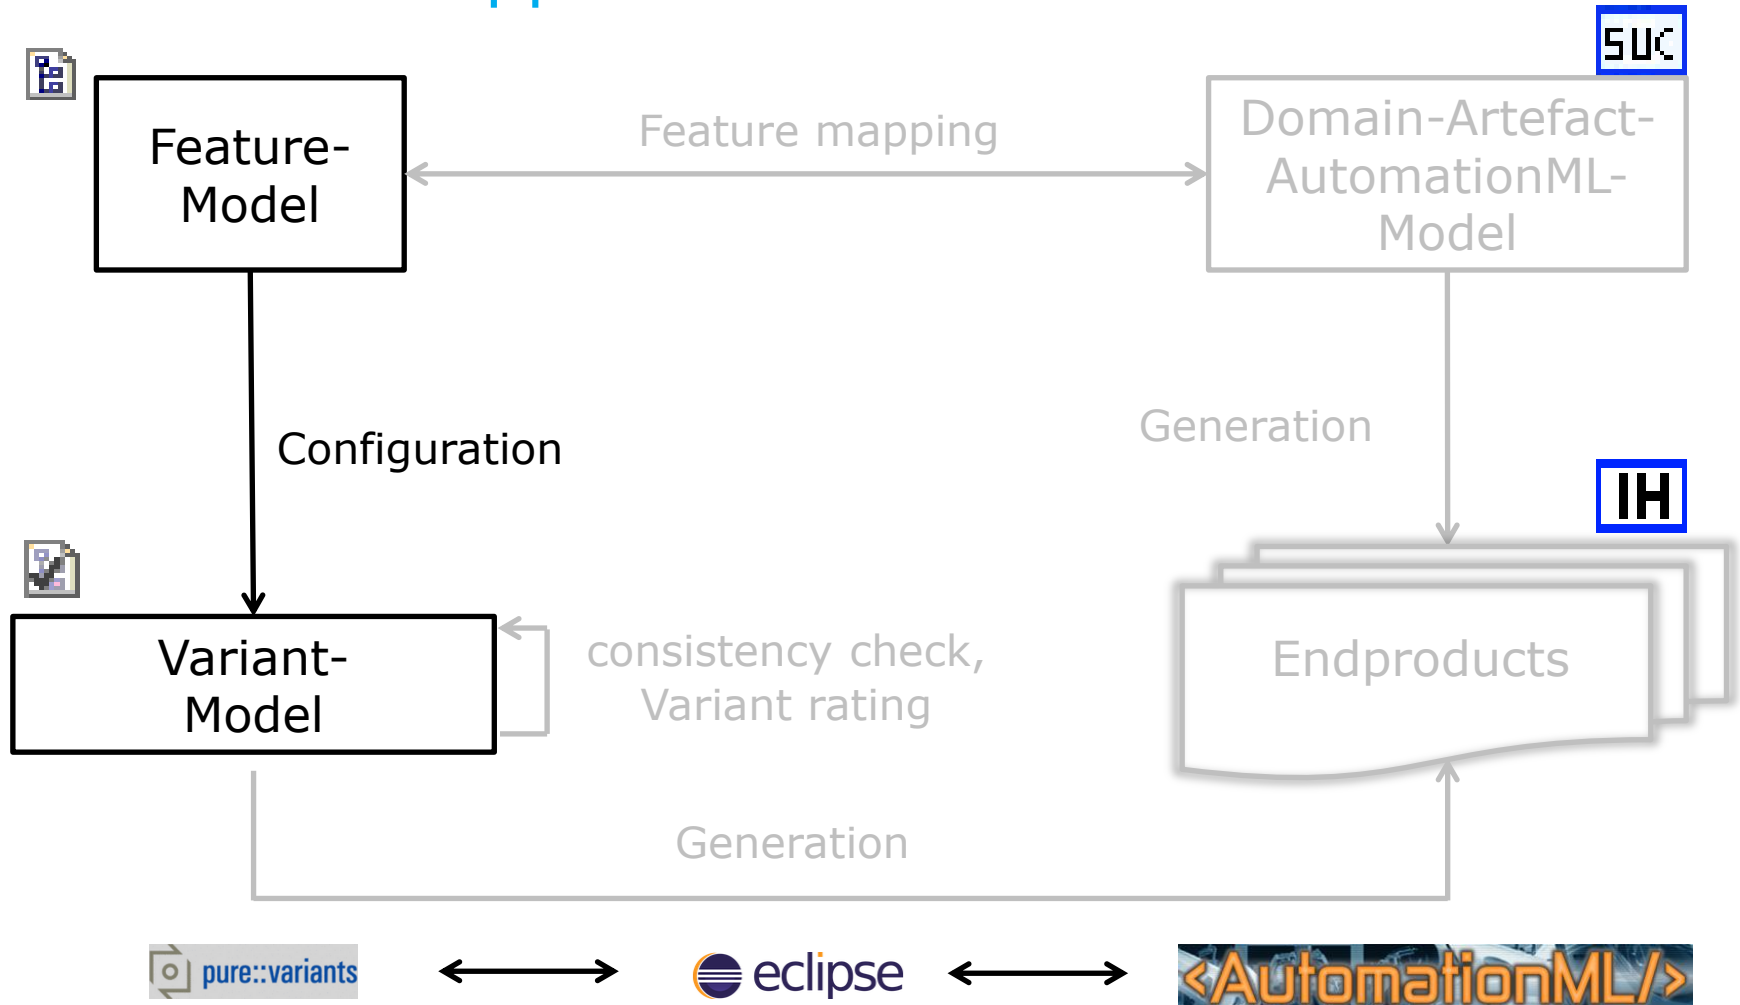 SUC
Feature-
Model
Feature mapping
Domain-Artefact-
AutomationML-
Model
Configuration
Generation
IH
Variant-
Model
consistency check,
Variant rating
Endproducts
Generation
pure::variants
eclipse
<AutomationML/>